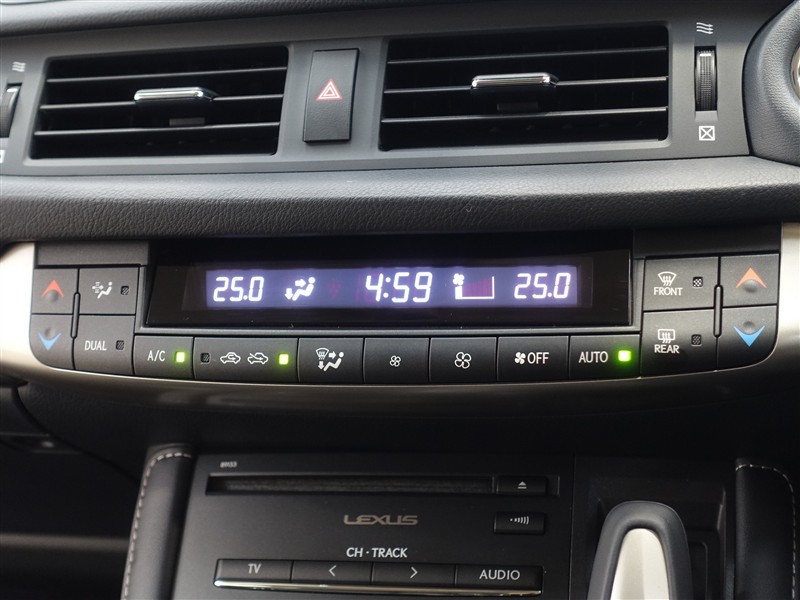 25.0 4:59 25.0
FRONT
DUAL
REAR
A/C
OFF
AUTO
LEXUS
CH · TRACK
TV
AUDIO